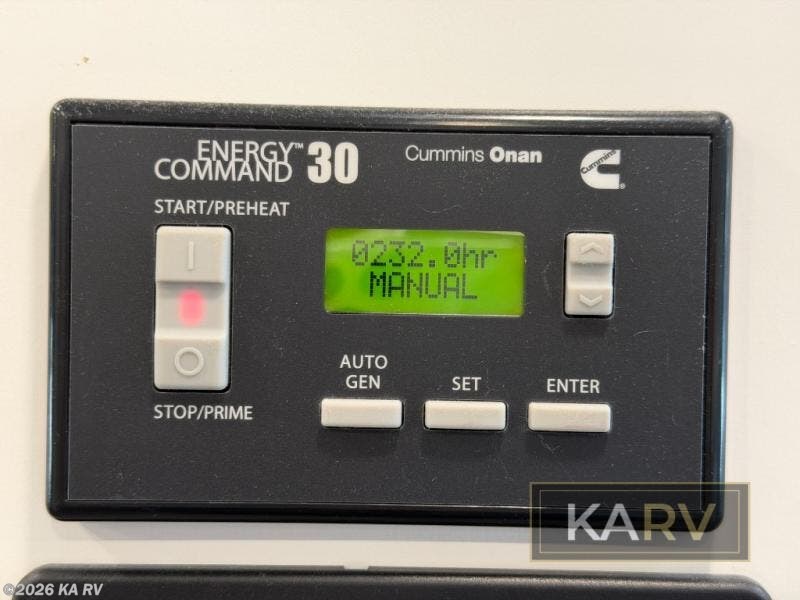 ENERGY™
COMMAND 30
Cummins Onan
Cummins
®
START/PREHEAT
I
0232.0hr
MANUAL
O
STOP/PRIME
AUTO
GEN
SET
ENTER
KARV
©2026 KA RV